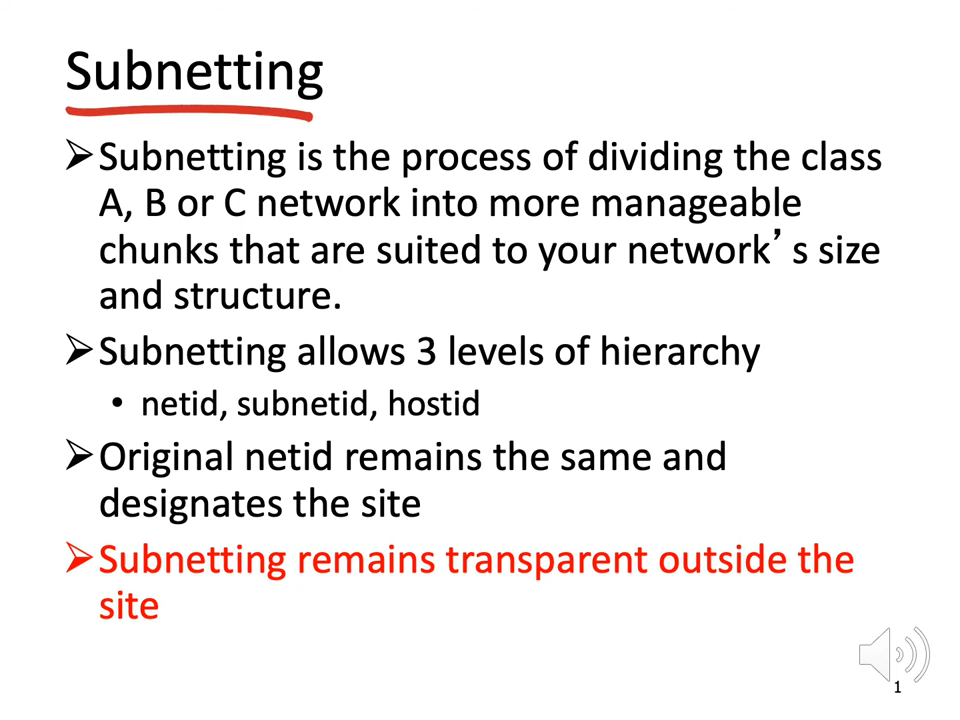 Subnetting
➢Subnetting is the process of dividing the class
A, B or C network into more manageable
chunks that are suited to your network’s size
and structure.
➢Subnetting allows 3 levels of hierarchy
• netid, subnetid, hostid
➢Original netid remains the same and
designates the site
➢Subnetting remains transparent outside the
site
1